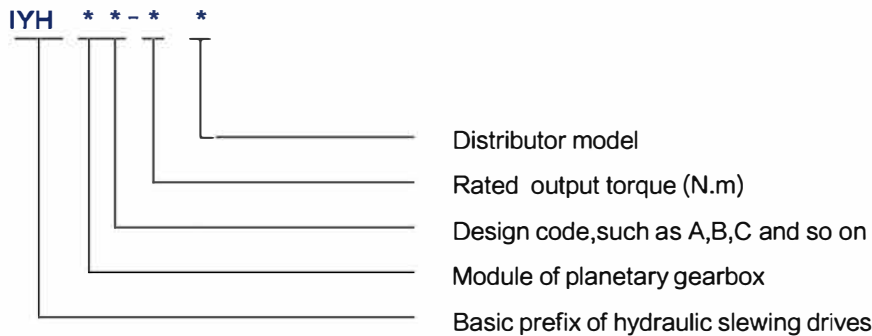 IYH * * - * *
Distributor model
Rated output torque (N.m)
Design code,such as A,B,C and so on
Module of planetary gearbox
Basic prefix of hydraulic slewing drives